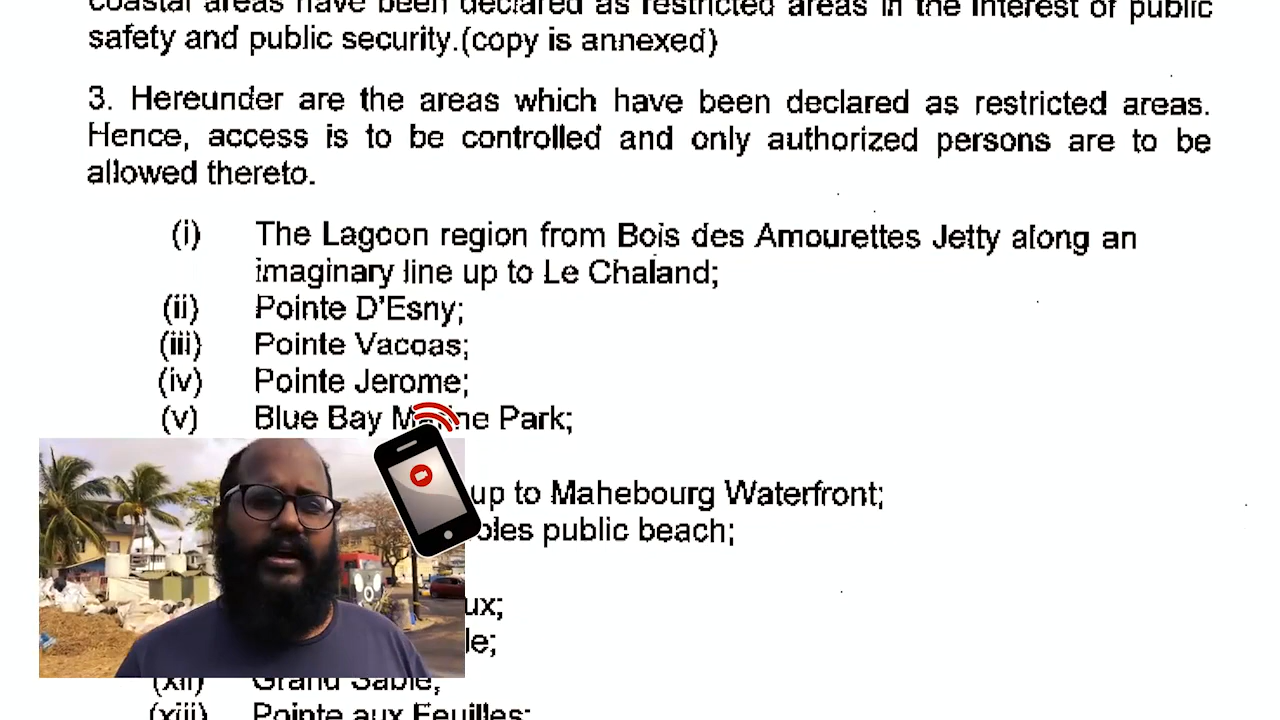 coastal areas have been declared as restricted areas in the interest of public
safety and public security.(copy is annexed)
3. Hereunder are the areas which have been declared as restricted areas.
Hence, access is to be controlled and only authorized persons are to be
allowed thereto.
(i) The Lagoon region from Bois des Amourettes Jetty along an
imaginary line up to Le Chaland;
(ii) Pointe D'Esny;
(iii) Pointe Vacoas;
(iv) Pointe Jerome;
(v) Blue Bay Marine Park;
up to Mahebourg Waterfront;
public beach;
(xii) Grand Sable;
(xiii) Pointe aux Feuilles;